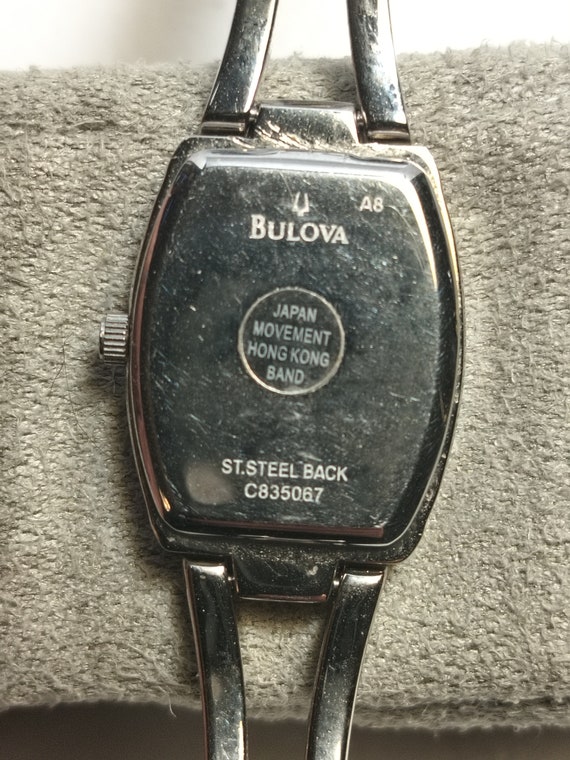 A8
BULOVA
JAPAN
MOVEMENT
HONG KONG
BAND
ST.STEEL BACK
C835067